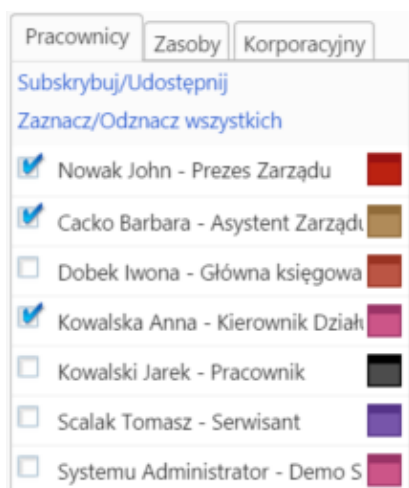 Pracownicy Zasoby Korporacyjny
Subskrybuj/Udostępnij
Zaznacz/Odznacz wszystkich
Nowak John - Prezes Zarządu
Cacko Barbara - Asystent Zarządu
Dobek Iwona - Główna księgowa
Kowalska Anna - Kierownik Dział
Kowalski Jarek - Pracownik
Scalak Tomasz - Serwisant
Systemu Administrator - Demo S